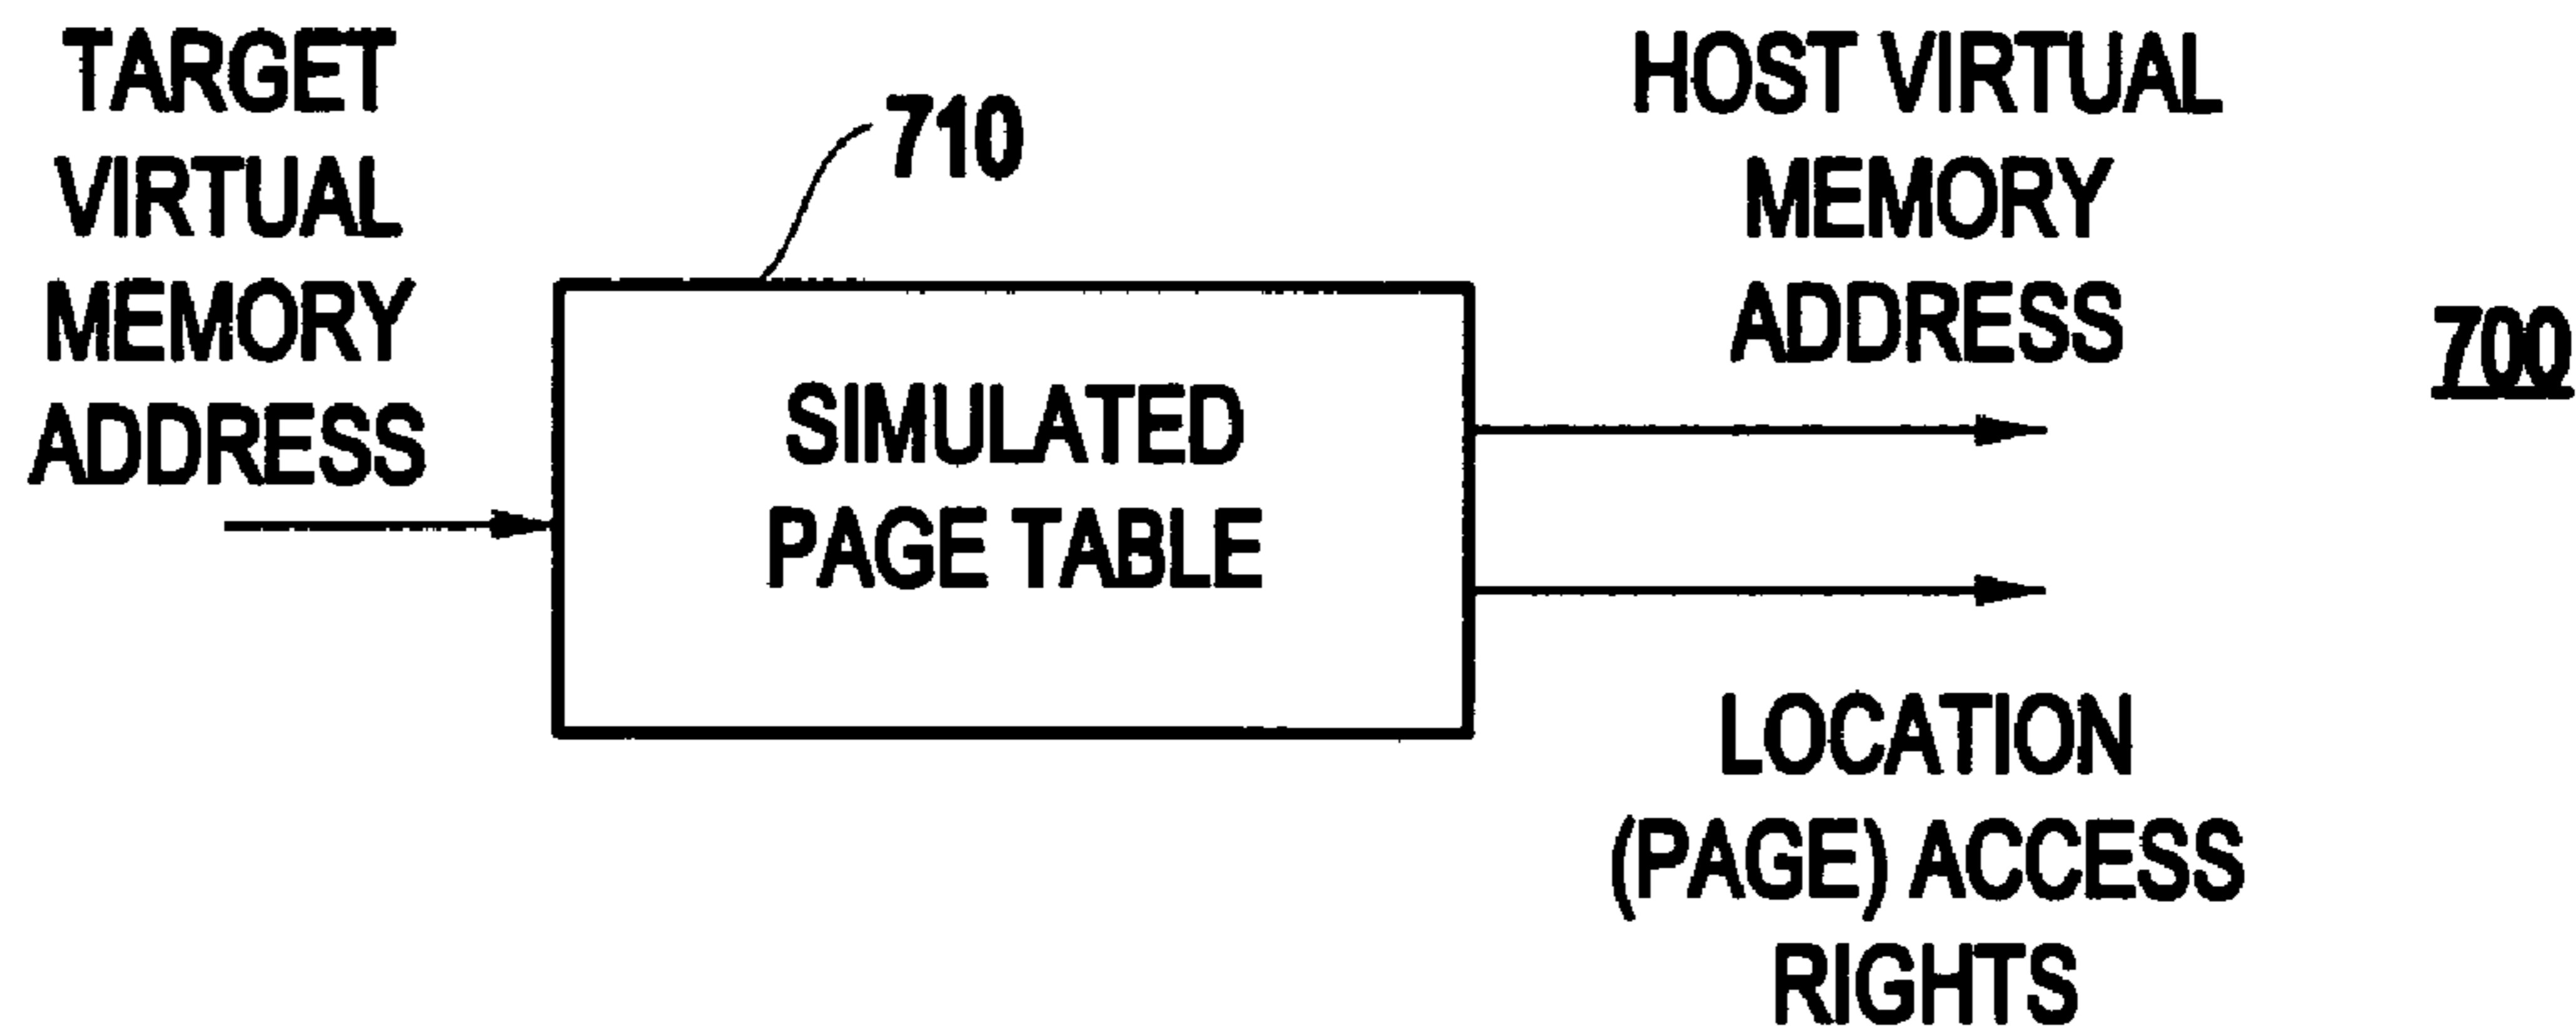 TARGET
VIRTUAL
MEMORY
ADDRESS
710
SIMULATED
PAGE TABLE
HOST VIRTUAL
MEMORY
ADDRESS
LOCATION
(PAGE) ACCESS
RIGHTS
700